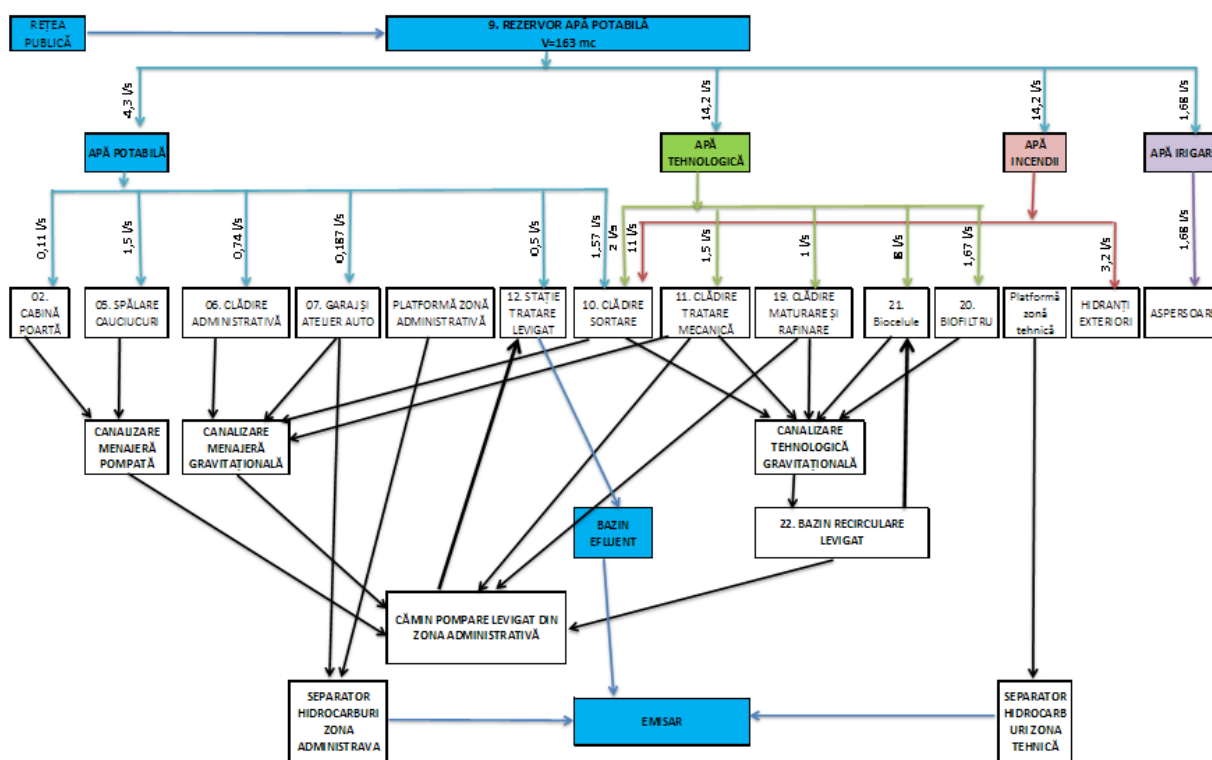 REȚEA
PUBLICĂ
9. REZERVOR APĂ POTABILĂ
V=163 mc
4,3 l/s
14,2 l/s
14,2 l/s
1,68 l/s
APĂ POTABILĂ
APĂ
TEHNOLOGICĂ
APĂ
INCENDII
APĂ IRIGARE
0,11 l/s
1,5 l/s
0,74 l/s
0,187 l/s
0,5 l/s
1,57 l/s
2 l/s
11 l/s
1,5 l/s
1 l/s
8 l/s
1,67 l/s
3,2 l/s
1,68 l/s
02.
CABINĂ
POARTĂ
05. SPĂLARE
CAUCIUCURI
06. CLĂDIRE
ADMINISTRATIVĂ
07. GARAJ ȘI
ATELIER AUTO
PLATFORMĂ ZONĂ
ADMINISTRATIVĂ
12. STAȚIE
TRATARE
LEVIGAT
10. CLĂDIRE
SORTARE
11. CLĂDIRE
TRATARE
MECANICĂ
19. CLĂDIRE
MATURARE ȘI
RAFINARE
21.
Biocelule
20.
BIOFILTRU
Platformă
zonă
tehnică
HIDRANȚI
EXTERIORI
ASPERSOARE
CANALIZARE
MENAJERĂ
POMPATĂ
CANALIZARE
MENAJERĂ
GRAVITAȚIONALĂ
CANALIZARE
TEHNOLOGICĂ
GRAVITAȚIONALĂ
BAZIN
EFLUENT
22. BAZIN RECIRCULARE
LEVIGAT
CĂMIN POMPARE LEVIGAT DIN
ZONA ADMINISTRATIVĂ
SEPARATOR
HIDROCARBURI
ZONA
ADMINISTRAVA
EMISAR
SEPARATOR
HIDROCARB
URI ZONA
TEHNICĂ